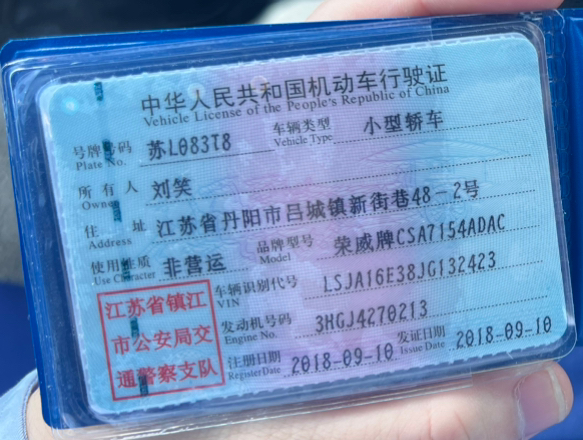 中华人民共和国机动车行驶证
Vehicle License of the People's Republic of China
号牌号码 苏L083T8 车辆类型 小型轿车
Plate No. Vehicle Type
所有人 刘笑
Owner
住址 江苏省丹阳市吕城镇新街巷48-2号
Address
使用性质 非营运 品牌型号 荣威牌CSA7154ADAC
Use Character Model
车辆识别代号 LSJA16E38JG132423
VIN
发动机号码 3HGJ4270213
Engine No.
注册日期 2018-09-10 发证日期 2018-09-10
Register Date Issue Date
江苏省镇江
市公安局交
通警察支队